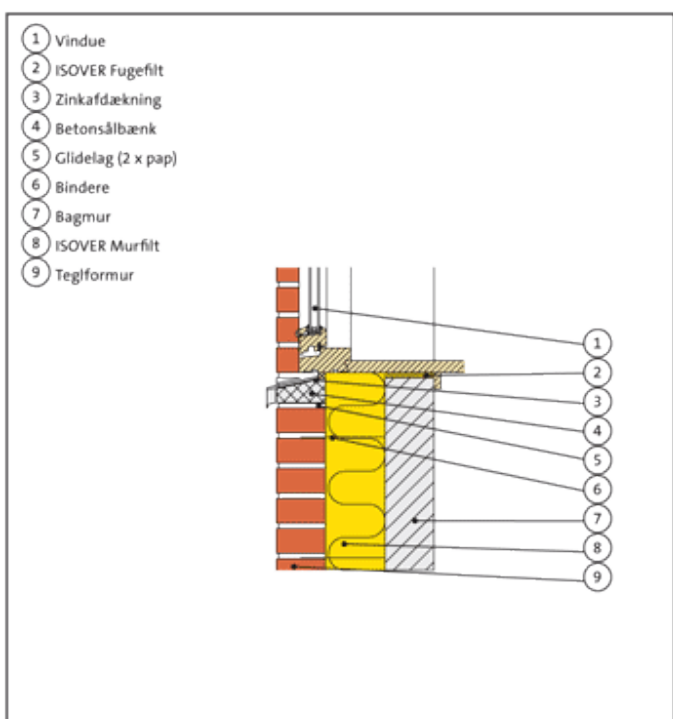 1 Vindue
2 ISOVER Fugefilt
3 Zinkafdækning
4 Betonsålbænk
5 Glidelag (2 x pap)
6 Bindere
7 Bagmur
8 ISOVER Murfilt
9 Teglformur
1
2
3
4
5
6
7
8
9